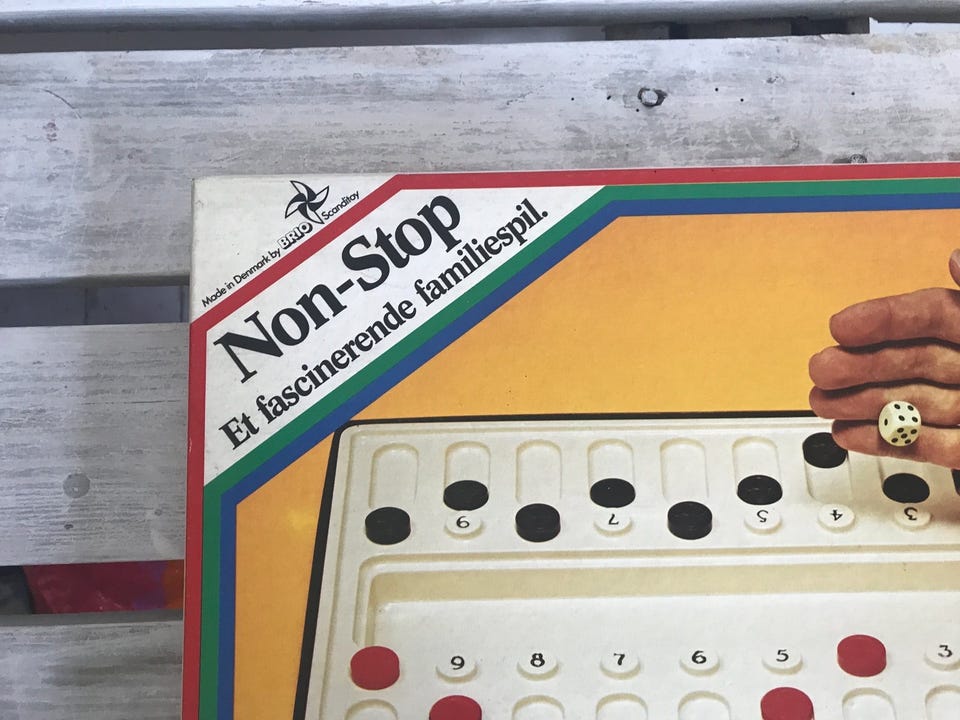 Made in Denmark by BRIO Scanditoy
Non-Stop
Et fascinerende familiespil.
6 7 5 4 3
9 8 7 6 5 3